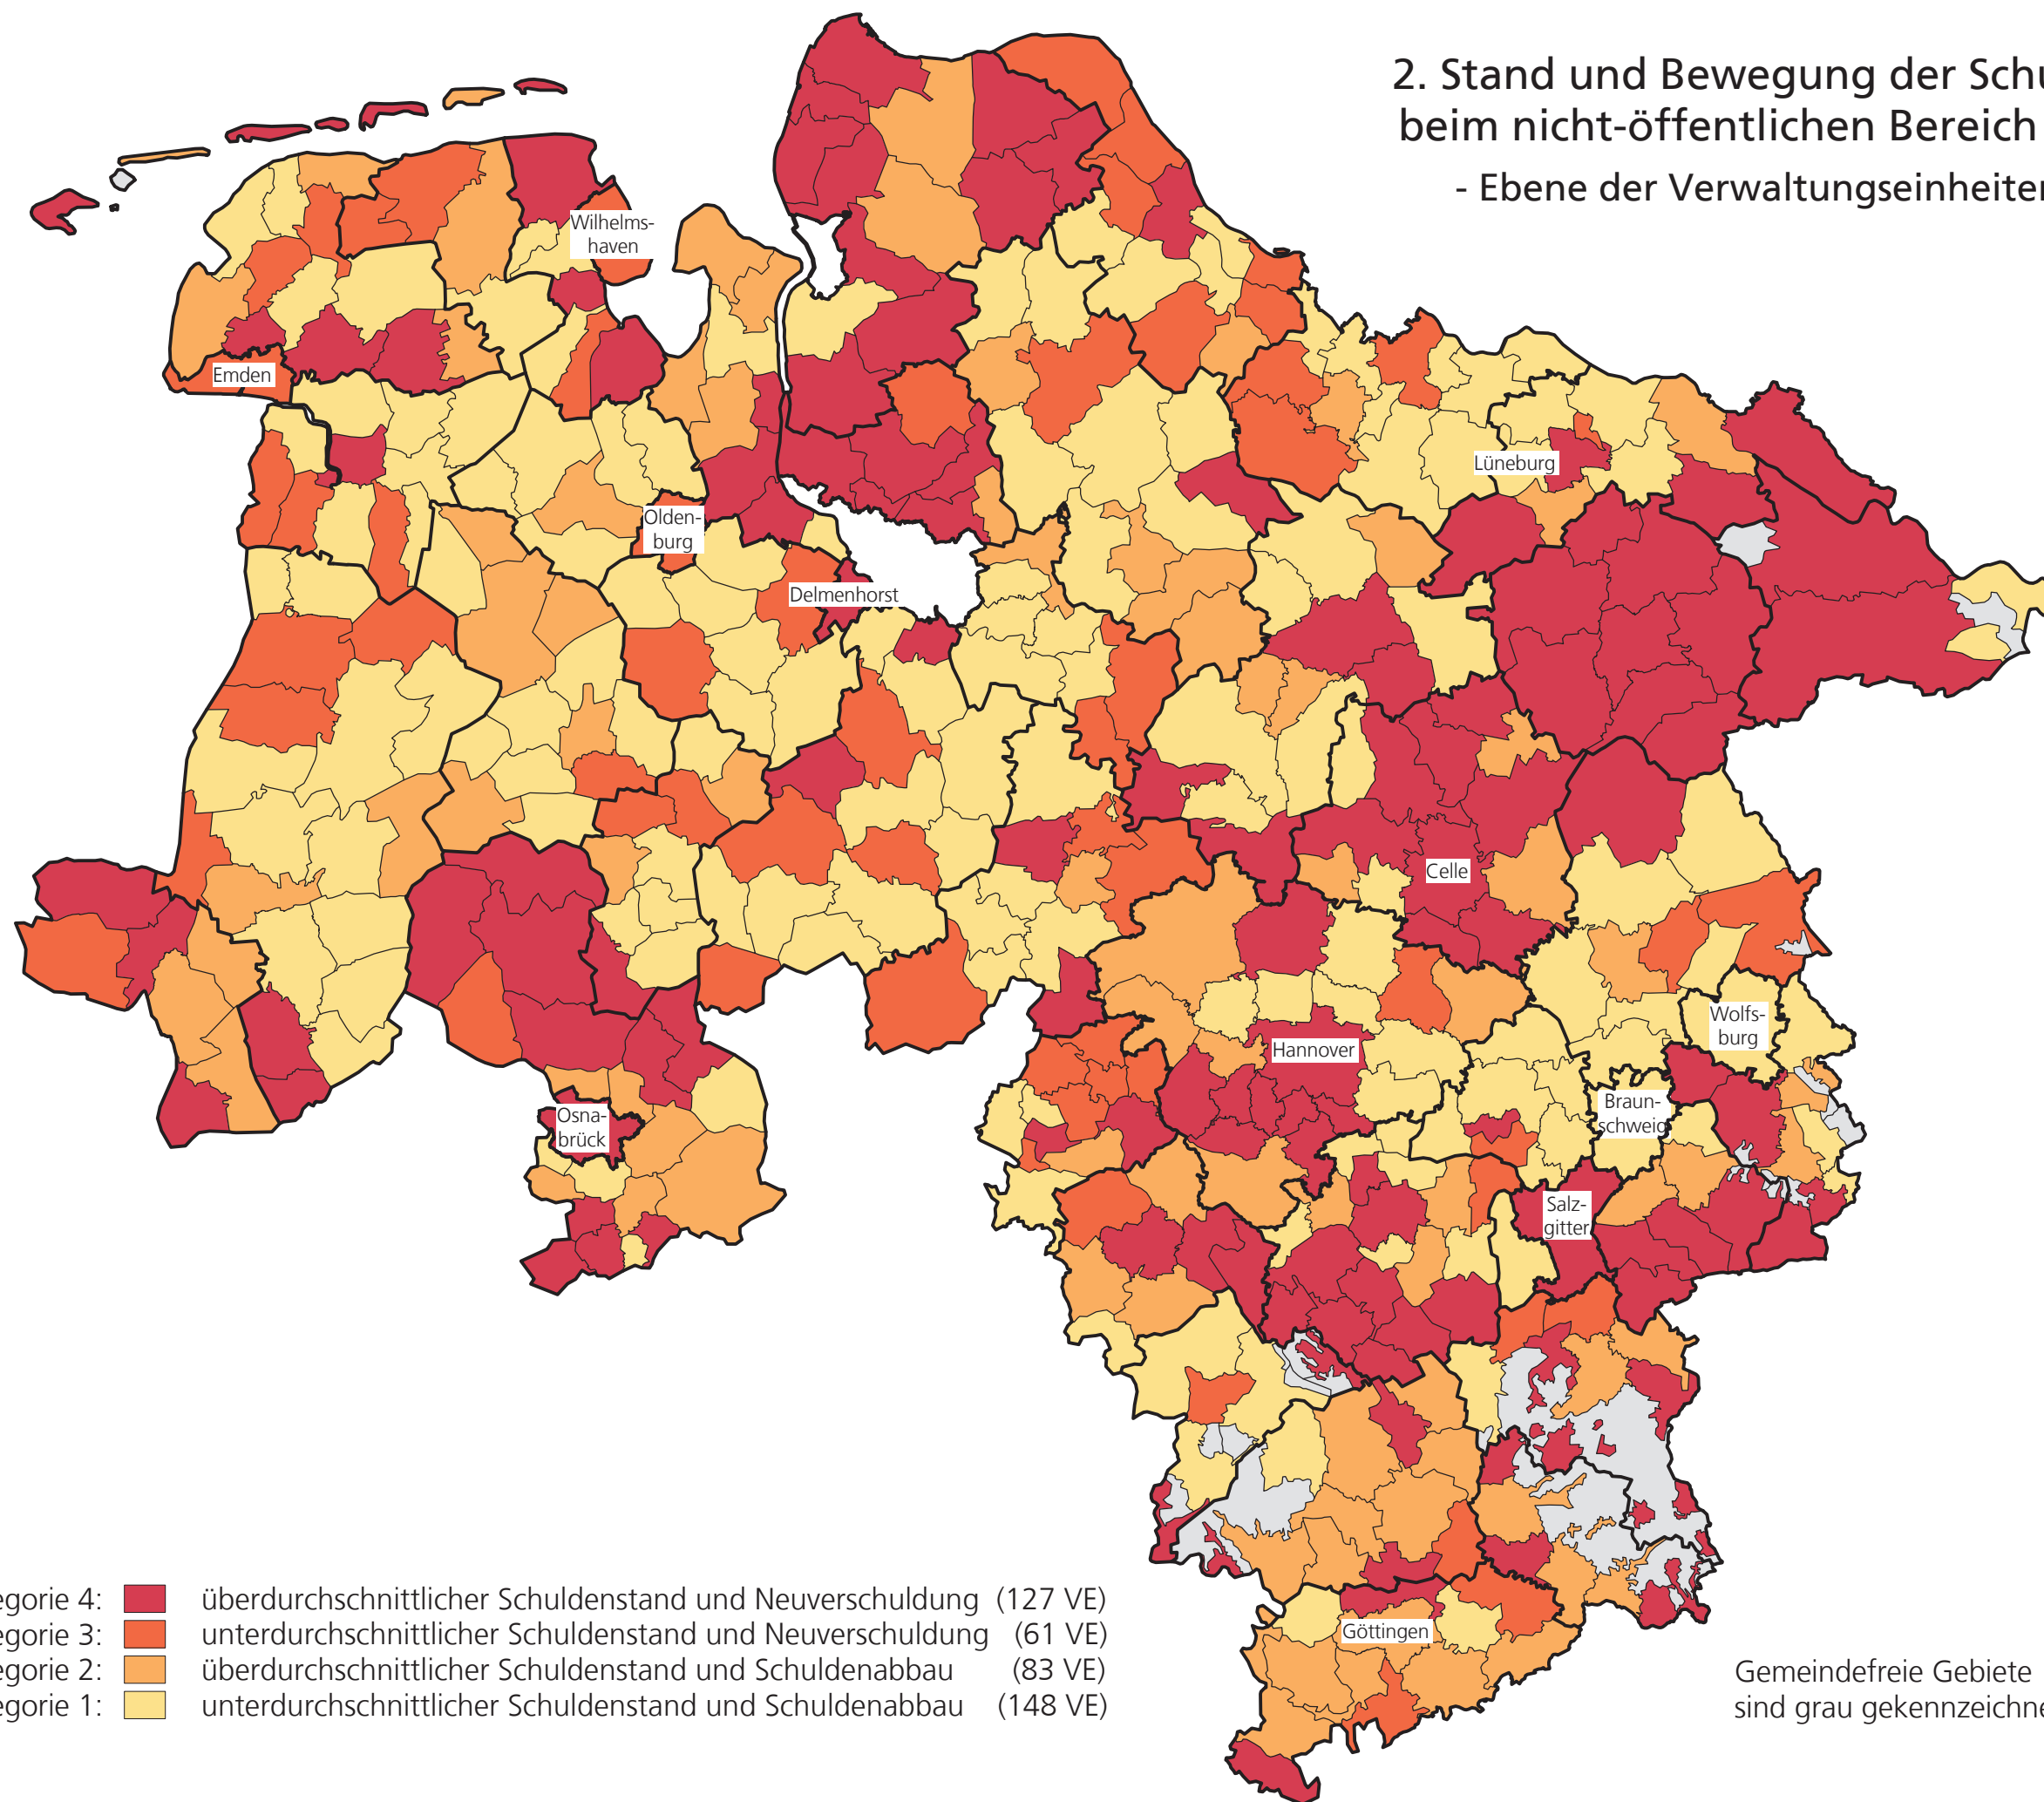 2. Stand und Bewegung der Schu
beim nicht-öffentlichen Bereich
- Ebene der Verwaltungseinheiten
Wilhelms-
haven
Emden
Lüneburg
Olden-
burg
Delmenhorst
Celle
Wolfs-
burg
Hannover
Braun-
schweig
Osna-
brück
Salz-
gitter
Göttingen
egorie 4: überdurchschnittlicher Schuldenstand und Neuverschuldung (127 VE)
egorie 3: unterdurchschnittlicher Schuldenstand und Neuverschuldung (61 VE)
egorie 2: überdurchschnittlicher Schuldenstand und Schuldenabbau (83 VE)
egorie 1: unterdurchschnittlicher Schuldenstand und Schuldenabbau (148 VE)
Gemeindefreie Gebiete
sind grau gekennzeichne